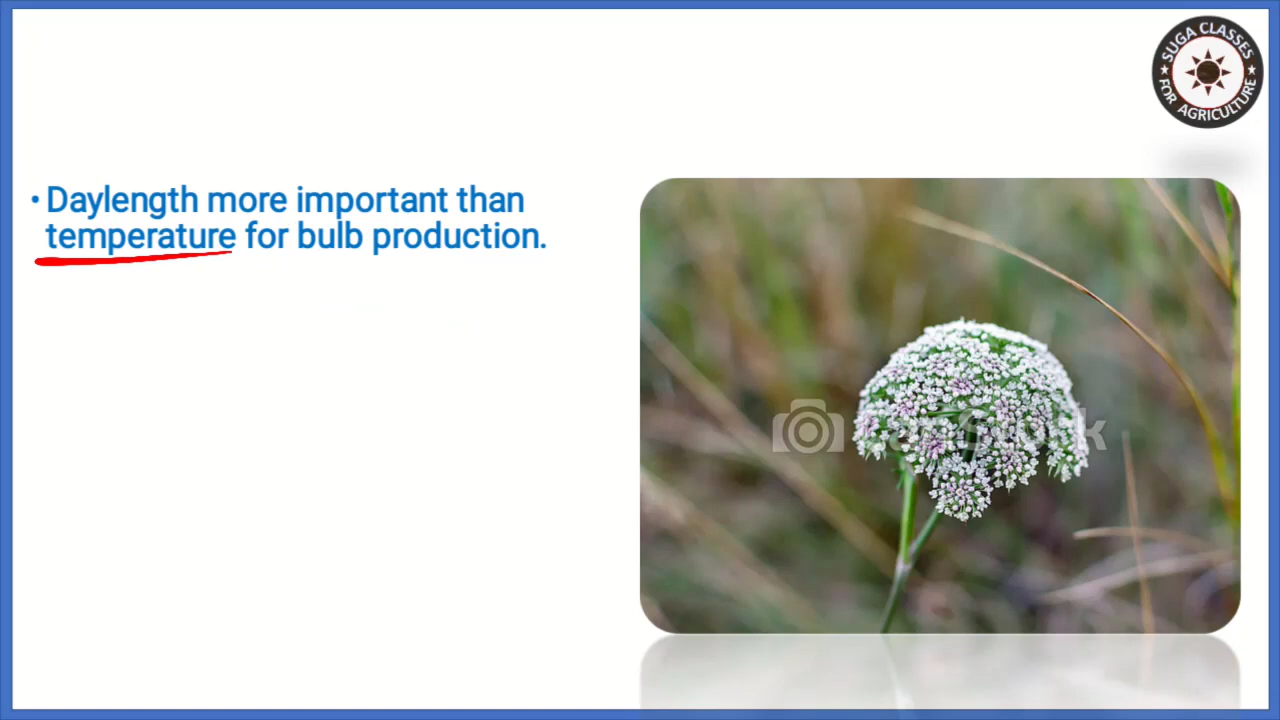 SUGA CLASSES
FOR AGRICULTURE
• Daylength more important than
temperature for bulb production.